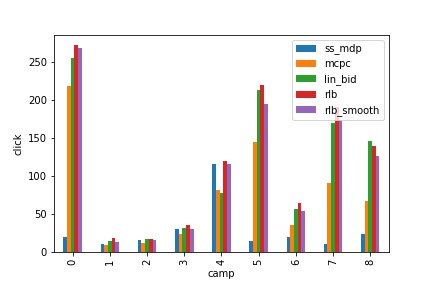 ss_mdp
mcpc
lin_bid
rlb
rlb_smooth
250
200
150
100
50
0
click
0 1 2 3 4 5 6 7 8
camp